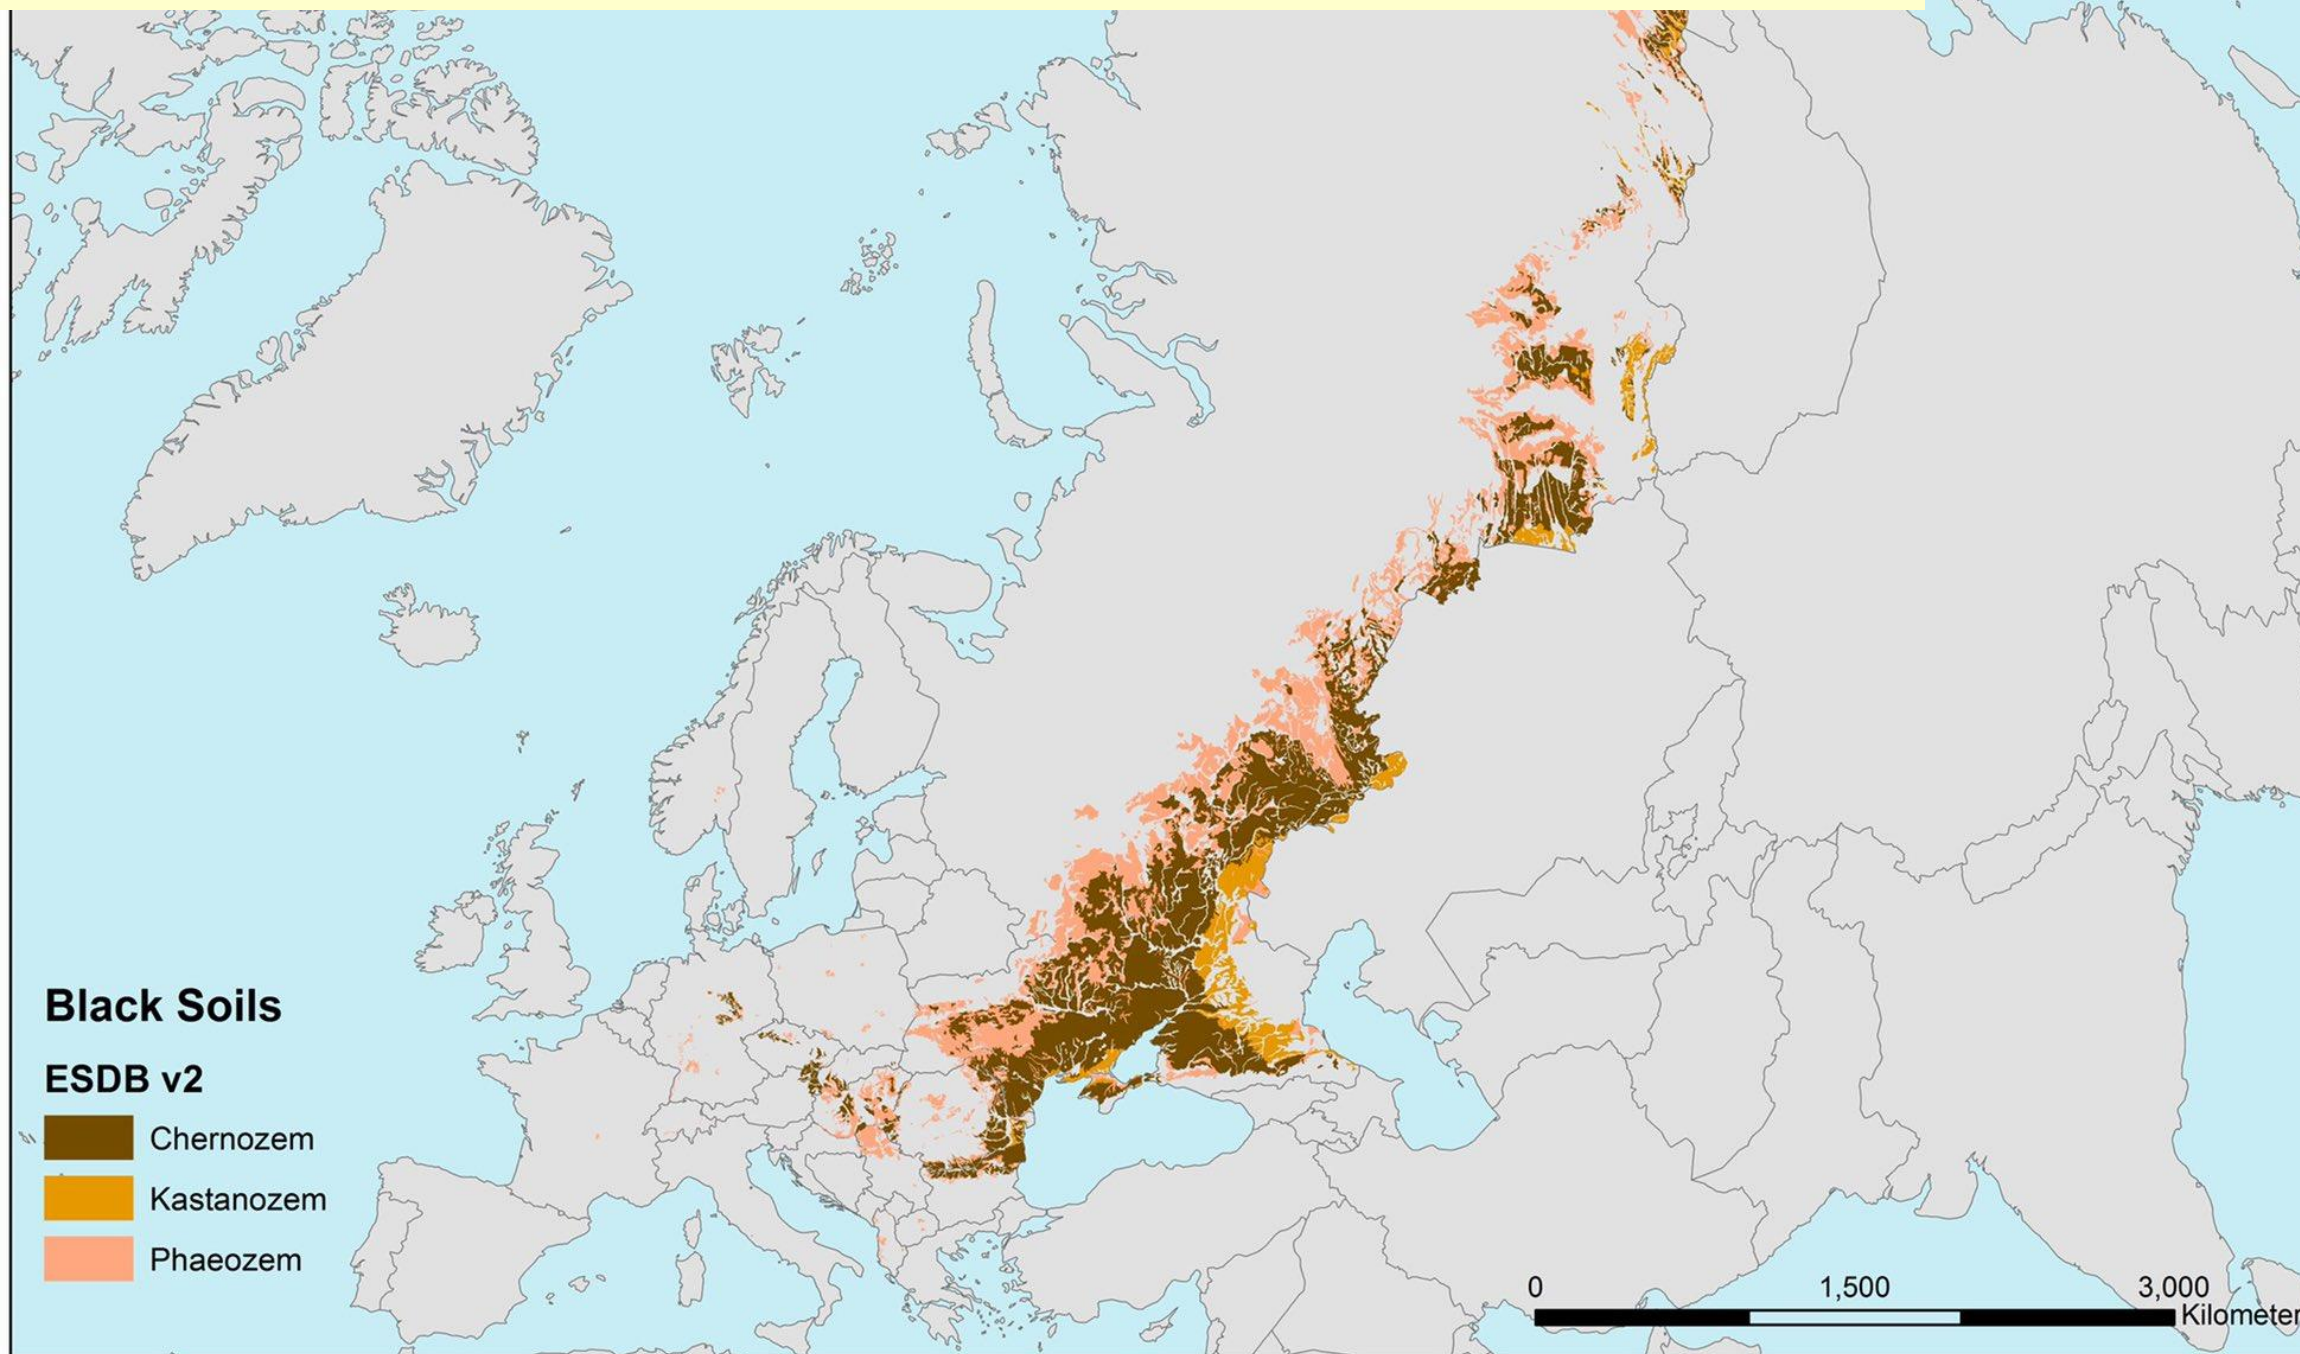 Black Soils
ESDB v2
Chernozem
Kastanozem
Phaeozem
0 1,500 3,000
Kilometer